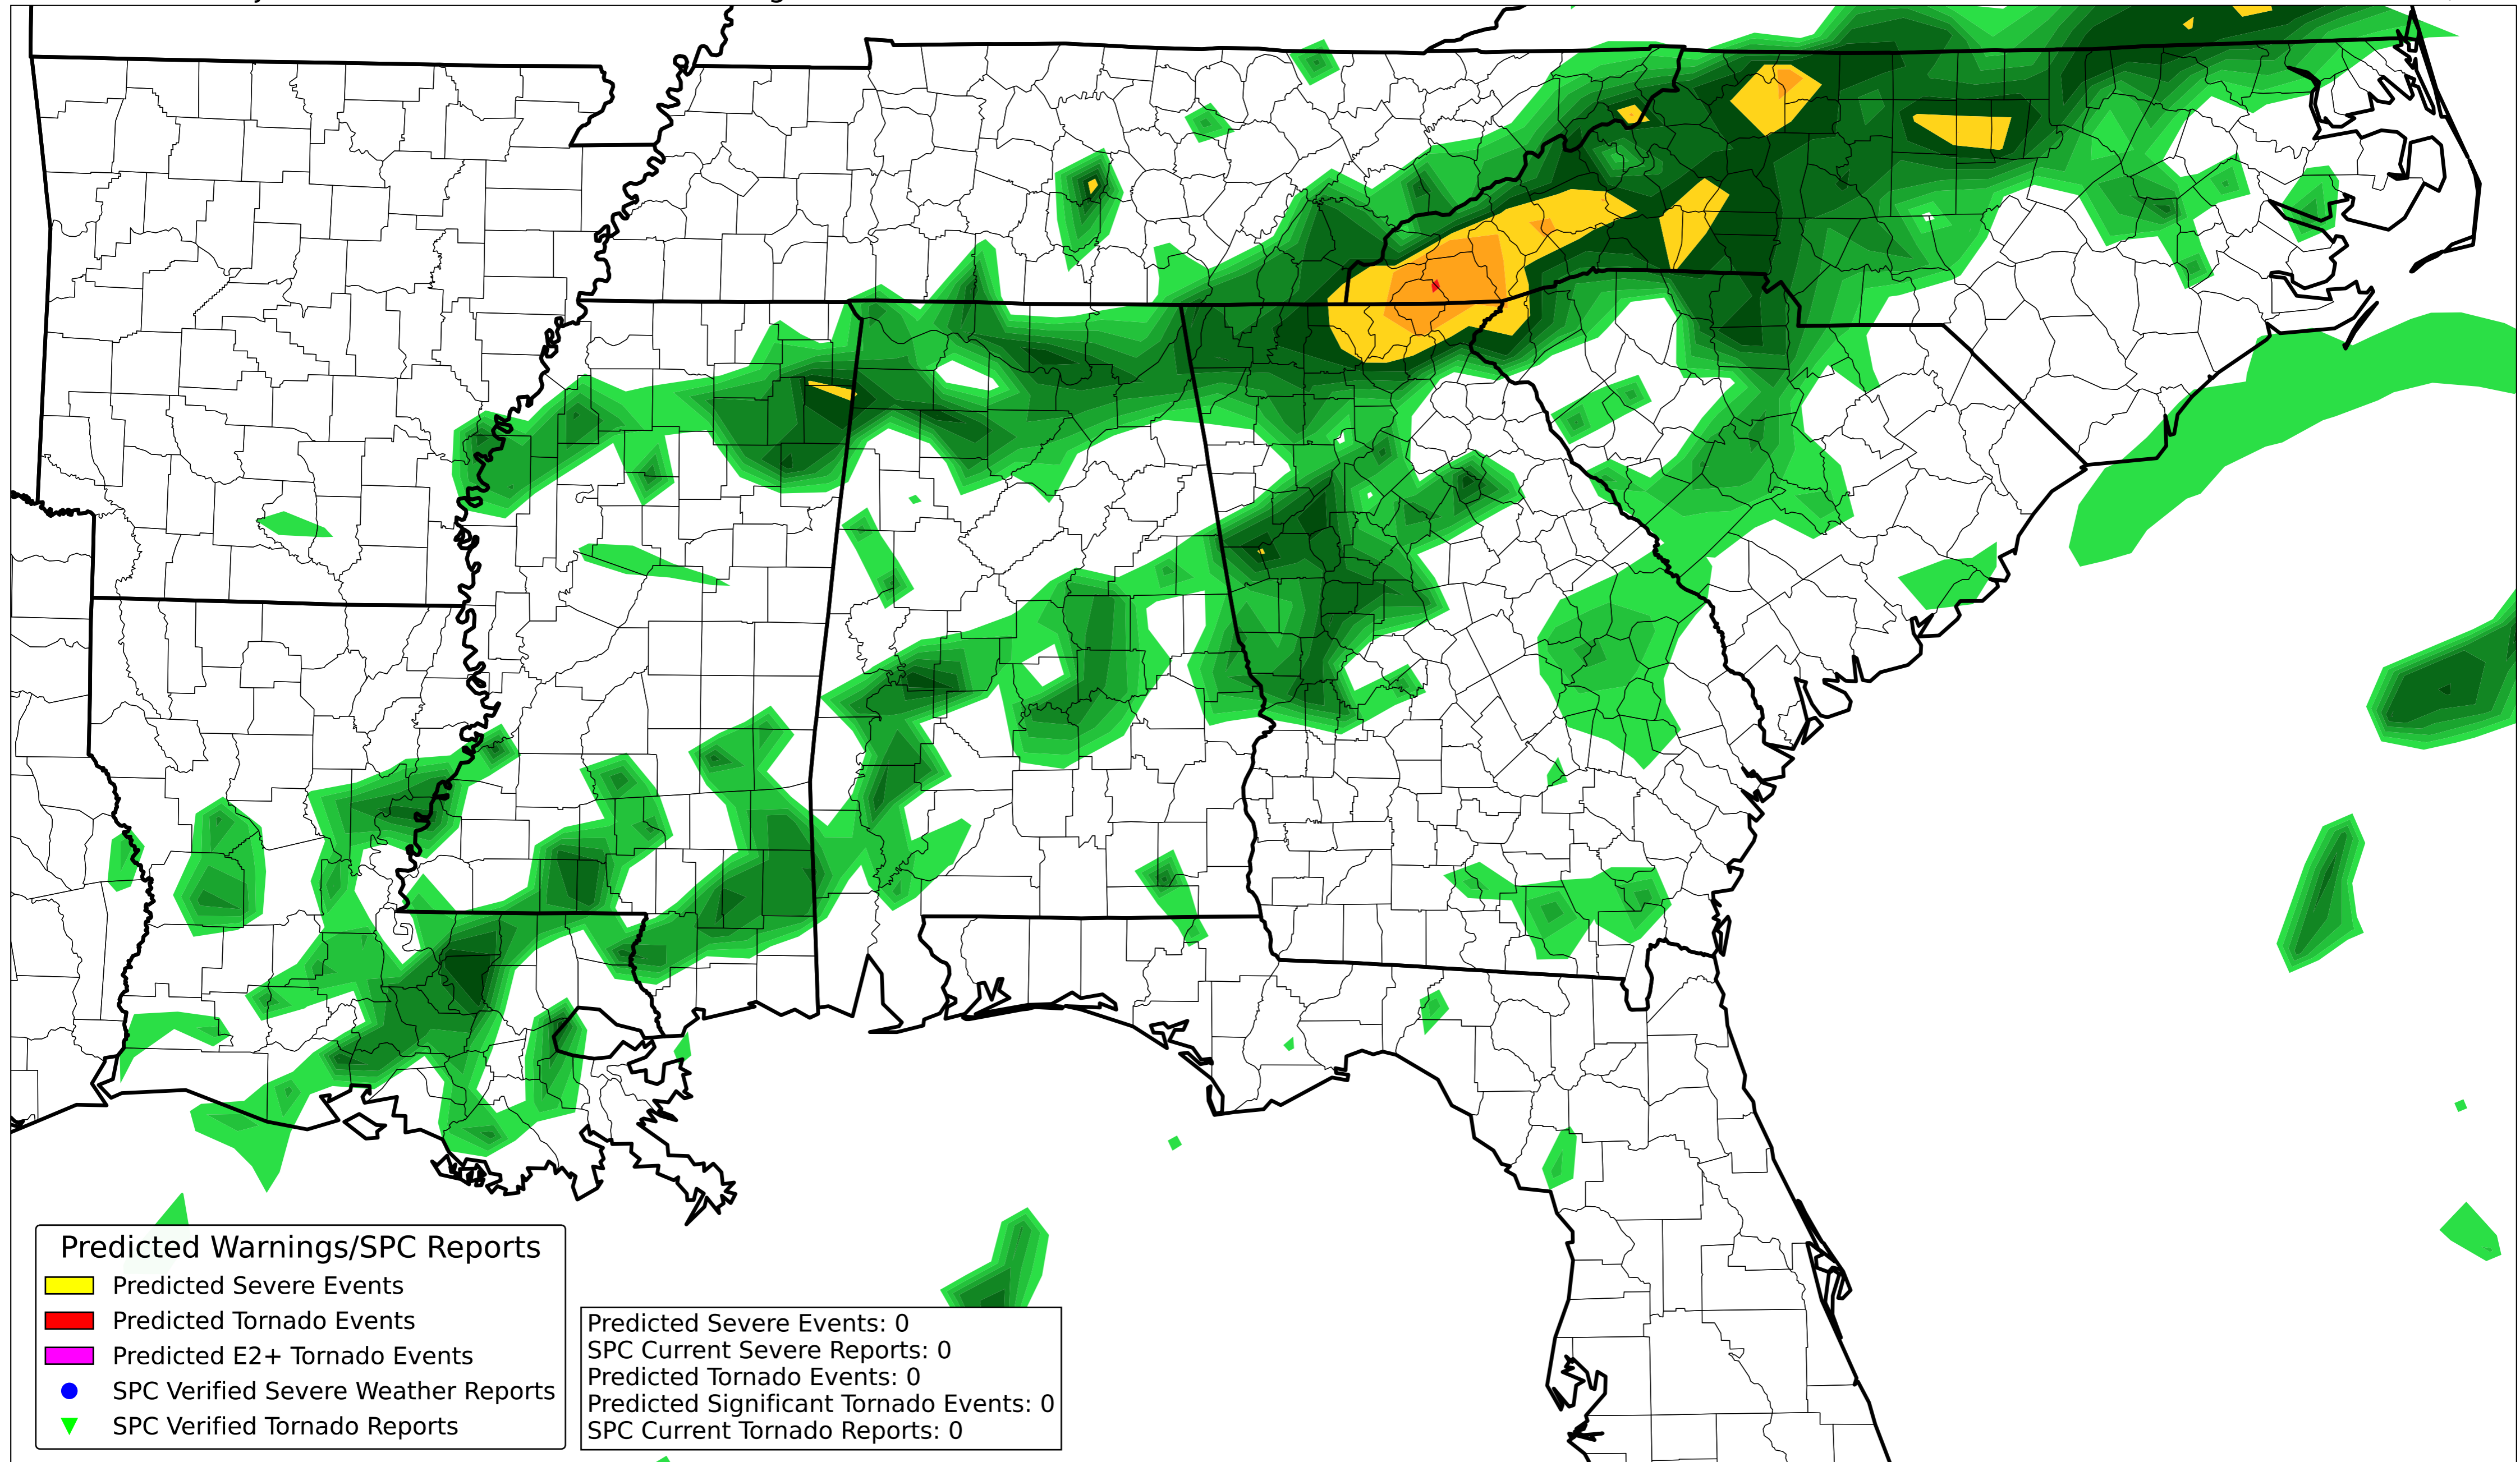 Predicted Warnings/SPC Reports
Predicted Severe Events
Predicted Tornado Events
Predicted E2+ Tornado Events
SPC Verified Severe Weather Reports
SPC Verified Tornado Reports
Predicted Severe Events: 0
SPC Current Severe Reports: 0
Predicted Tornado Events: 0
Predicted Significant Tornado Events: 0
SPC Current Tornado Reports: 0